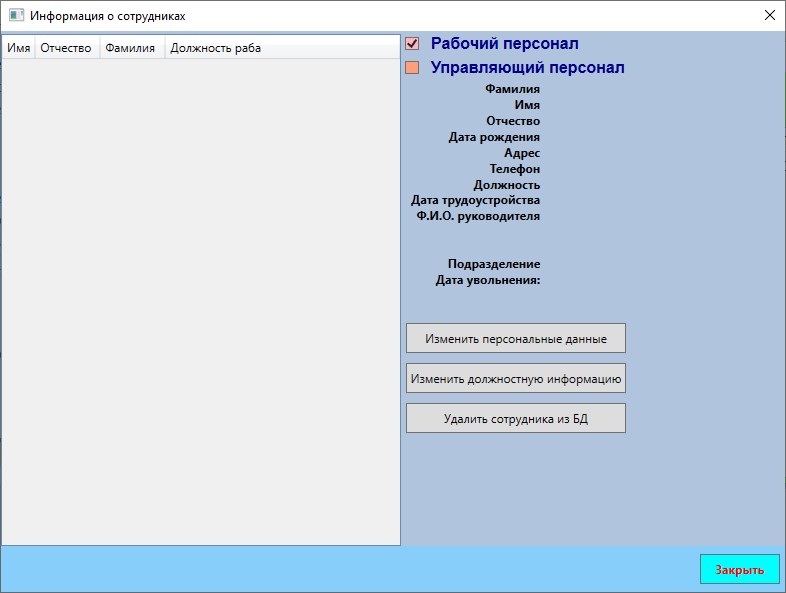 Информация о сотрудниках
Имя Отчество Фамилия Должность раба
Рабочий персонал
Управляющий персонал
Фамилия
Имя
Отчество
Дата рождения
Адрес
Телефон
Должность
Дата трудоустройства
Ф.И.О. руководителя
Подразделение
Дата увольнения:
Изменить персональные данные
Изменить должностную информацию
Удалить сотрудника из БД
Закрыть